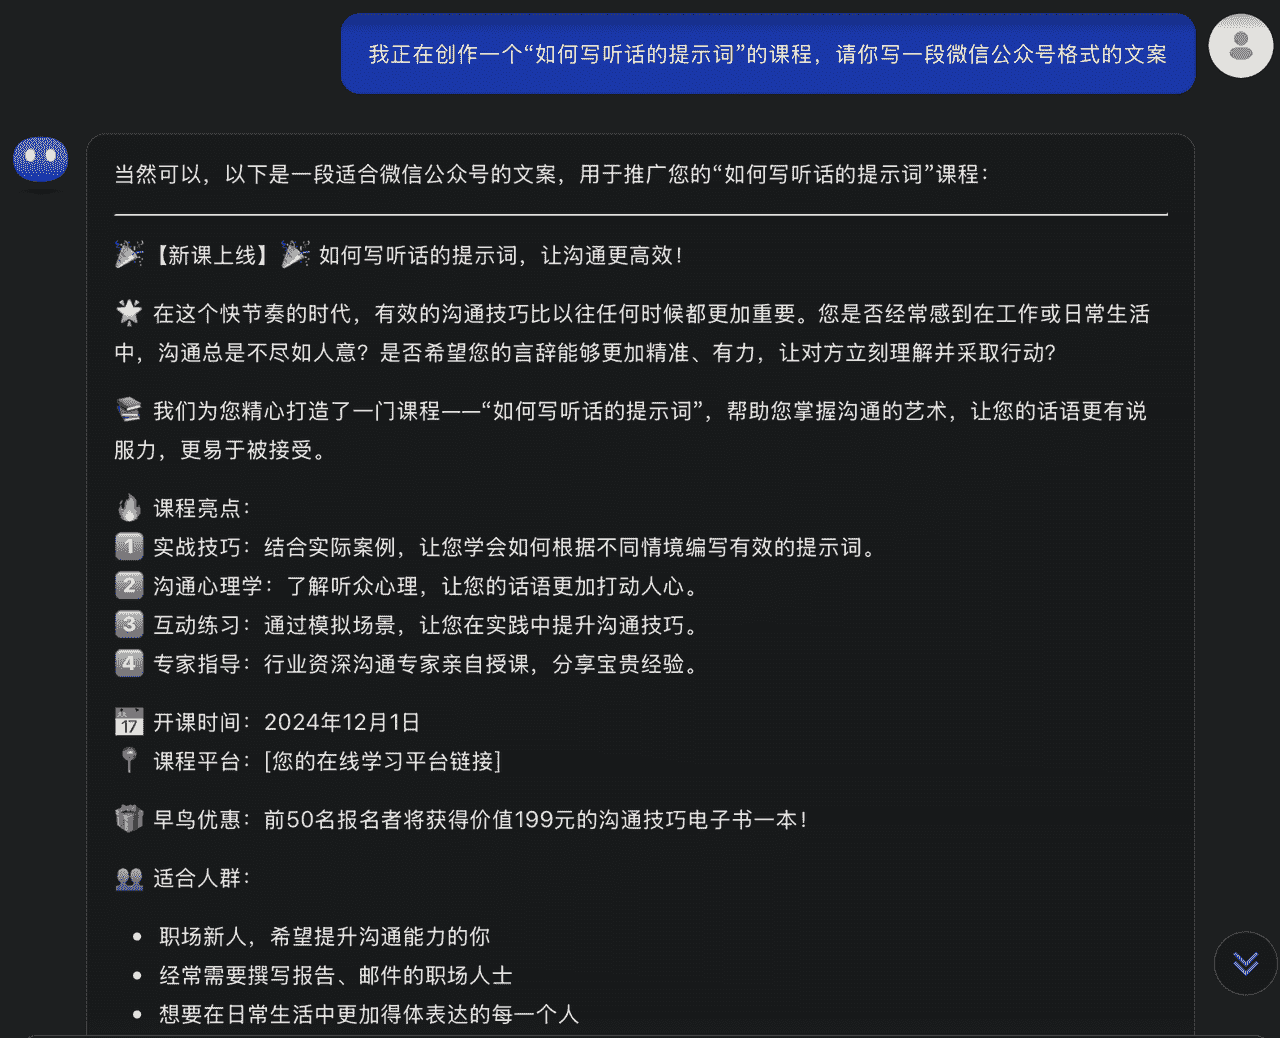 我正在创作一个“如何写听话的提示词”的课程，请你写一段微信公众号格式的文案
当然可以，以下是一段适合微信公众号的文案，用于推广您的“如何写听话的提示词”课程：
🎉【新课上线】🎉 如何写听话的提示词，让沟通更高效！
🌟 在这个快节奏的时代，有效的沟通技巧比以往任何时候都更加重要。您是否经常感到在工作或日常生活
中，沟通总是不尽如人意？是否希望您的言辞能够更加精准、有力，让对方立刻理解并采取行动？
📚 我们为您精心打造了一门课程——“如何写听话的提示词”，帮助您掌握沟通的艺术，让您的话语更有说
服力，更易于被接受。
🔥 课程亮点：
1️⃣ 实战技巧：结合实际案例，让您学会如何根据不同情境编写有效的提示词。
2️⃣ 沟通心理学：了解听众心理，让您的话语更加打动人心。
3️⃣ 互动练习：通过模拟场景，让您在实践中提升沟通技巧。
4️⃣ 专家指导：行业资深沟通专家亲自授课，分享宝贵经验。
📅 开课时间：2024年12月1日
📍 课程平台：[您的在线学习平台链接]
🎁 早鸟优惠：前50名报名者将获得价值199元的沟通技巧电子书一本！
👥 适合人群：
• 职场新人，希望提升沟通能力的你
• 经常需要撰写报告、邮件的职场人士
• 想要在日常生活中更加得体表达的每一个人